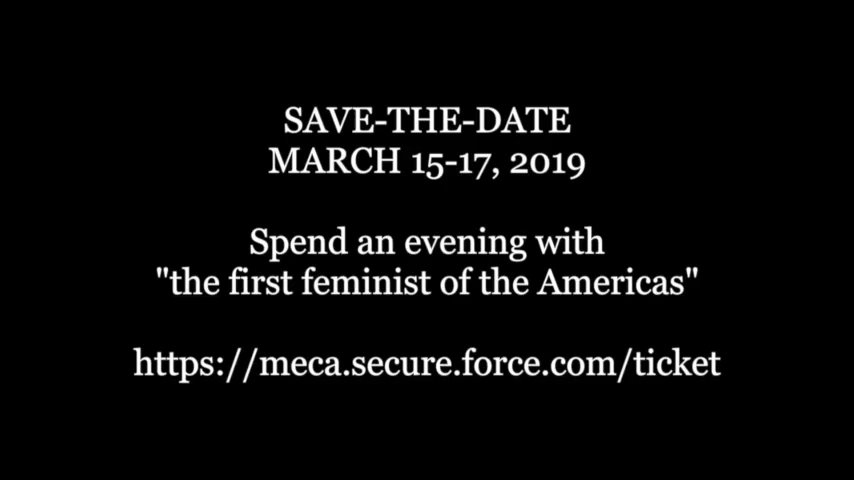 SAVE-THE-DATE
MARCH 15-17, 2019
Spend an evening with
"the first feminist of the Americas"
https://meca.secure.force.com/ticket